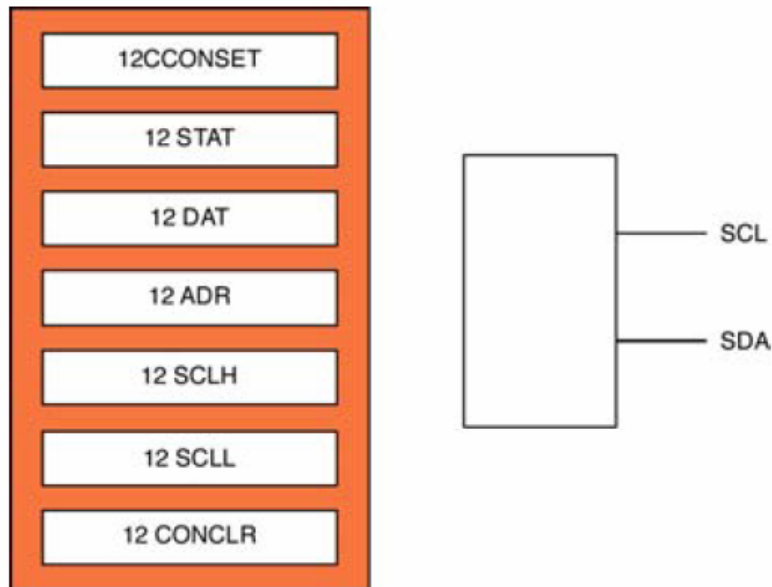 12CCONSET
12 STAT
12 DAT
12 ADR
12 SCLH
12 SCLL
12 CONCLR
SCL
SDA